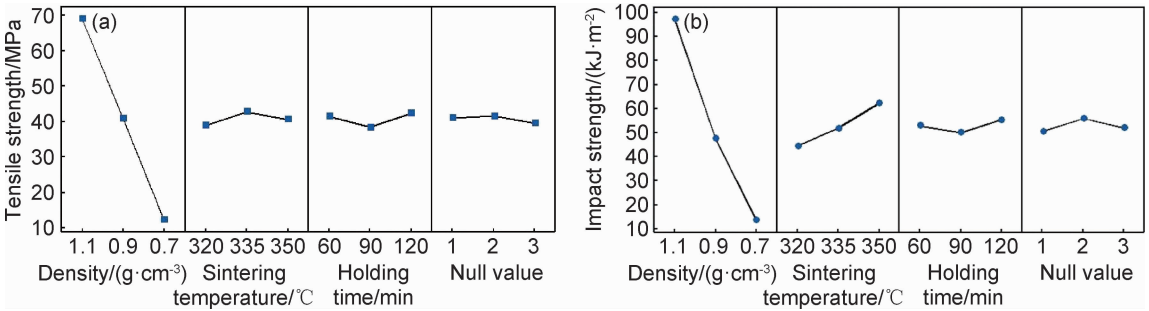 Tensile strength/MPa
(a)
70
60
50
40
30
20
10
1.1 0.9 0.7 320 335 350 60 90 120 1 2 3
Density/(g·cm⁻³) Sintering Holding Null value
temperature/℃ time/min
Impact strength/(kJ·m⁻²)
(b)
100
90
80
70
60
50
40
30
20
10
1.1 0.9 0.7 320 335 350 60 90 120 1 2 3
Density/(g·cm⁻³) Sintering Holding Null value
temperature/℃ time/min